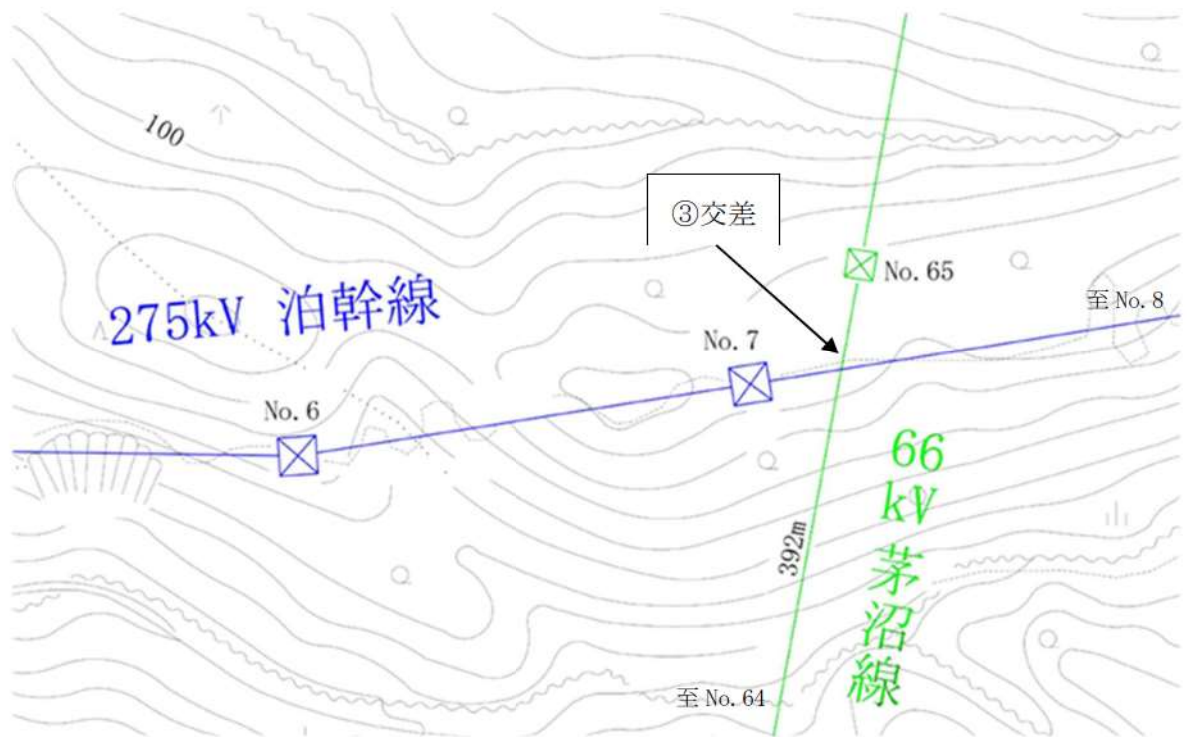 100
③交差
No. 65
至 No. 8
275kV 泊幹線
No. 7
No. 6
66
kV
茅
沼
線
392m
至 No. 64